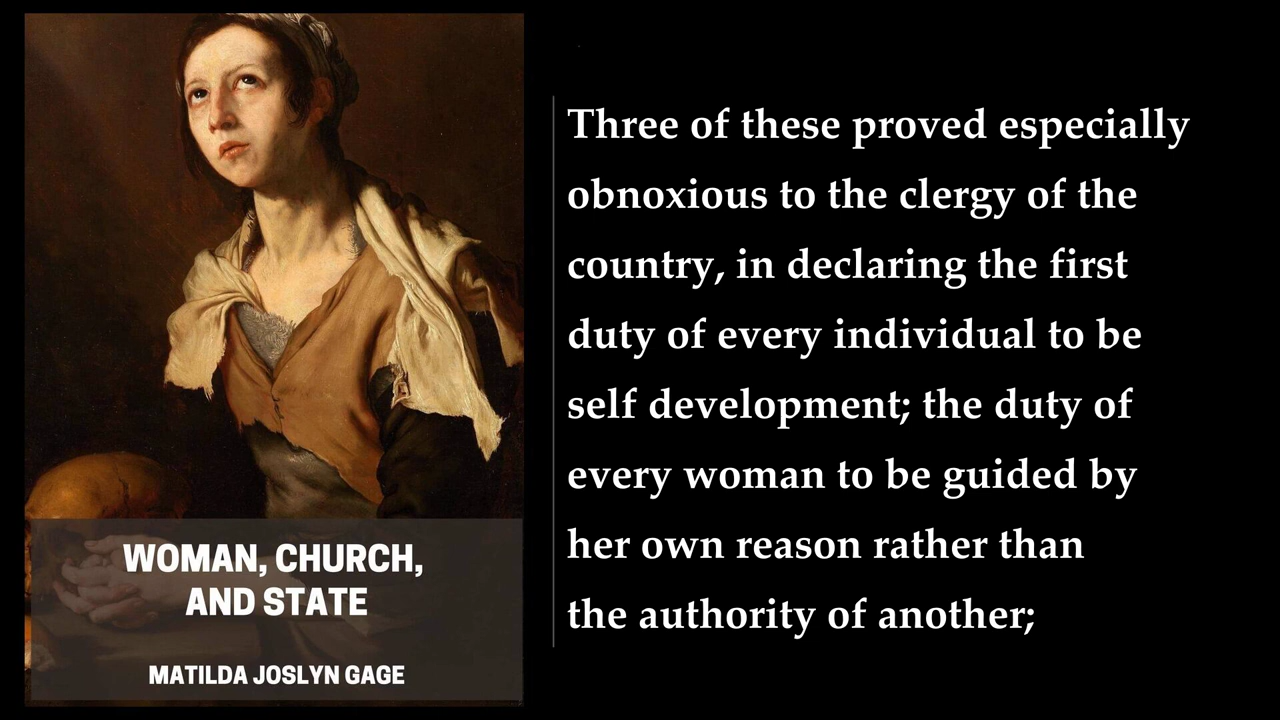 WOMAN, CHURCH,
AND STATE
MATILDA JOSLYN GAGE
Three of these proved especially
obnoxious to the clergy of the
country, in declaring the first
duty of every individual to be
self development; the duty of
every woman to be guided by
her own reason rather than
the authority of another;